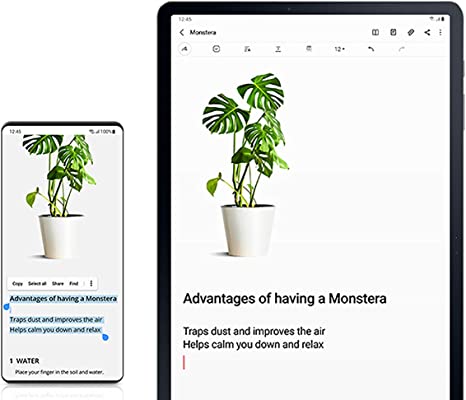 12:45
100%
Copy Select all Share Find
Advantages of having a Monstera
Traps dust and improves the air
Helps calm you down and relax
1 WATER
Place your finger in the soil and water.
12:45
Monstera
12
Advantages of having a Monstera
Traps dust and improves the air
Helps calm you down and relax